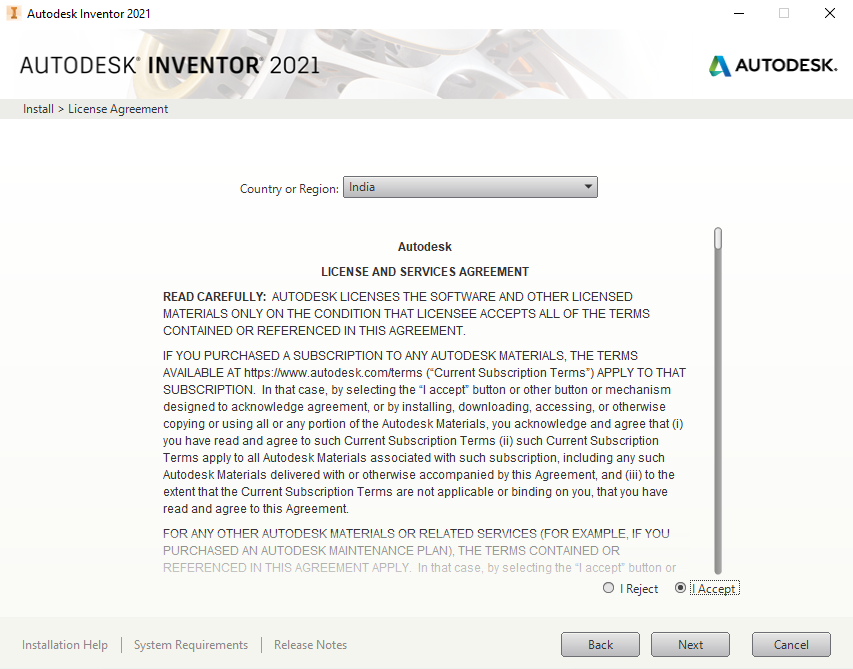 Autodesk Inventor 2021
AUTODESK® INVENTOR® 2021
AUTODESK.
Install > License Agreement
Country or Region: India
Autodesk
LICENSE AND SERVICES AGREEMENT
READ CAREFULLY:  AUTODESK LICENSES THE SOFTWARE AND OTHER LICENSED
MATERIALS ONLY ON THE CONDITION THAT LICENSEE ACCEPTS ALL OF THE TERMS
CONTAINED OR REFERENCED IN THIS AGREEMENT.
IF YOU PURCHASED A SUBSCRIPTION TO ANY AUTODESK MATERIALS, THE TERMS
AVAILABLE AT https://www.autodesk.com/terms (“Current Subscription Terms”) APPLY TO THAT
SUBSCRIPTION.  In that case, by selecting the “I accept” button or other button or mechanism
designed to acknowledge agreement, or by installing, downloading, accessing, or otherwise
copying or using all or any portion of the Autodesk Materials, you acknowledge and agree that (i)
you have read and agree to such Current Subscription Terms (ii) such Current Subscription
Terms apply to all Autodesk Materials associated with such subscription, including any such
Autodesk Materials delivered with or otherwise accompanied by this Agreement, and (iii) to the
extent that the Current Subscription Terms are not applicable or binding on you, that you have
read and agree to this Agreement.
FOR ANY OTHER AUTODESK MATERIALS OR RELATED SERVICES (FOR EXAMPLE, IF YOU
PURCHASED AN AUTODESK MAINTENANCE PLAN), THE TERMS CONTAINED OR
REFERENCED IN THIS AGREEMENT APPLY.  In that case, by selecting the “I accept” button or
I Reject I Accept
Installation Help | System Requirements | Release Notes
Back Next Cancel